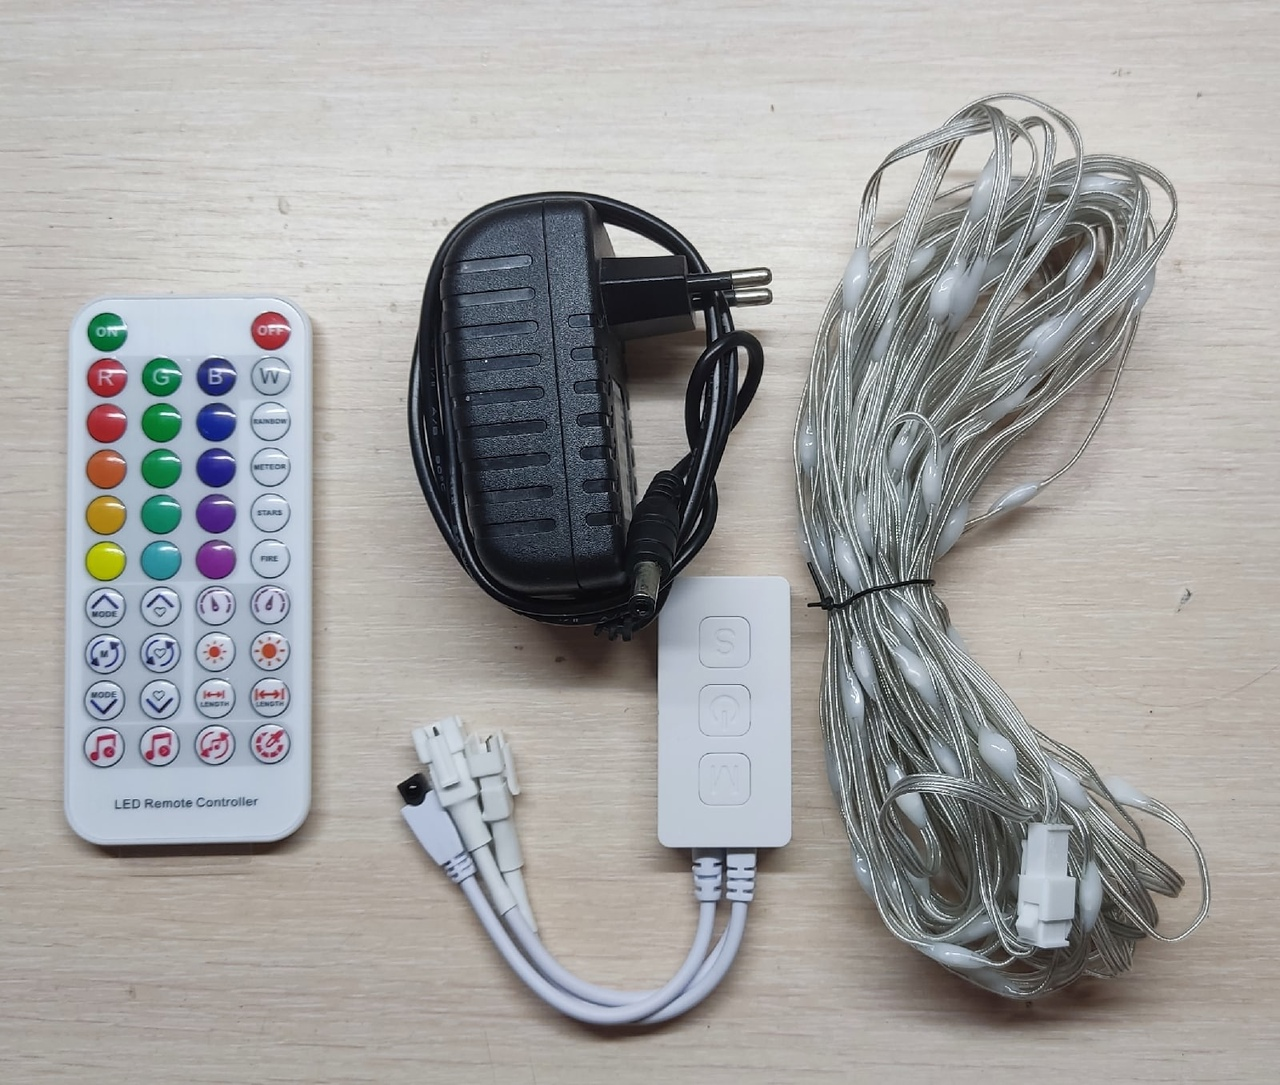 ON OFF
R G B W
RAINBOW
METEOR
STARS
FIRE
MODE
M
MODE LENGTH LENGTH
LED Remote Controller
S
M